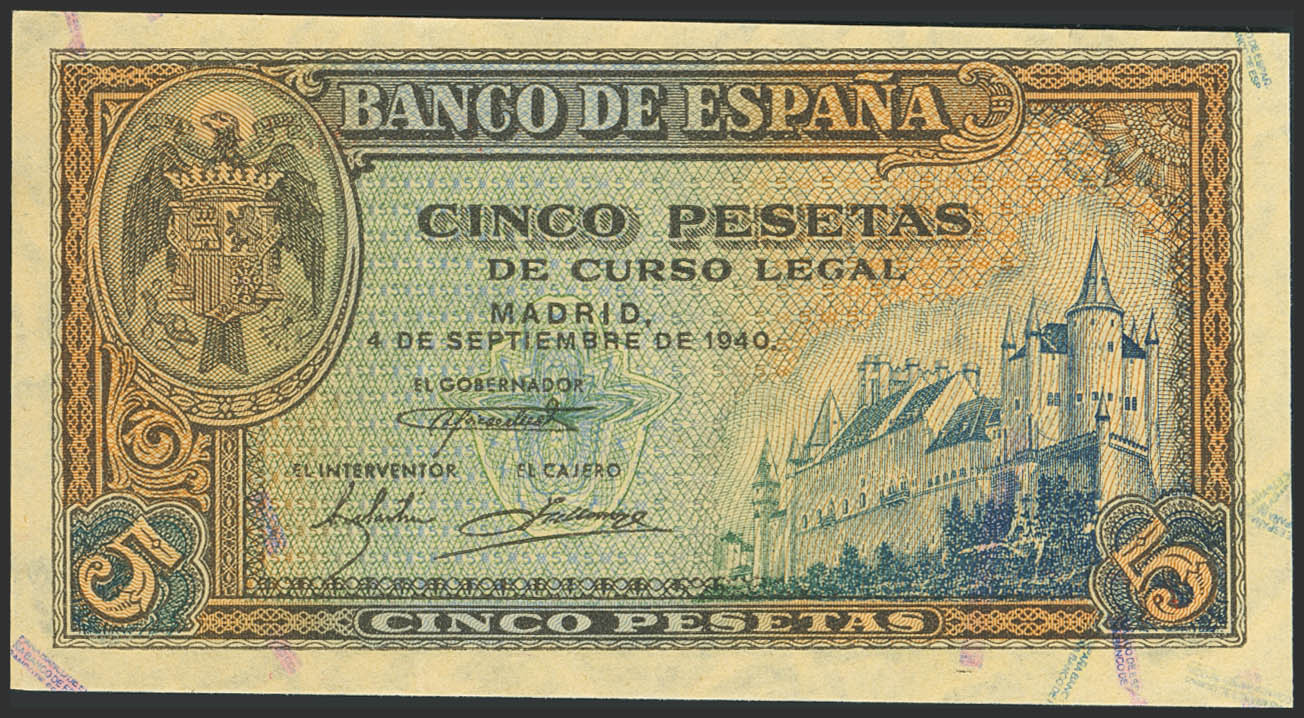 BANCO DE ESPAÑA
CINCO PESETAS
DE CURSO LEGAL
MADRID,
4 DE SEPTIEMBRE DE 1940.
EL GOBERNADOR
EL INTERVENTOR EL CAJERO
5 5
CINCO PESETAS